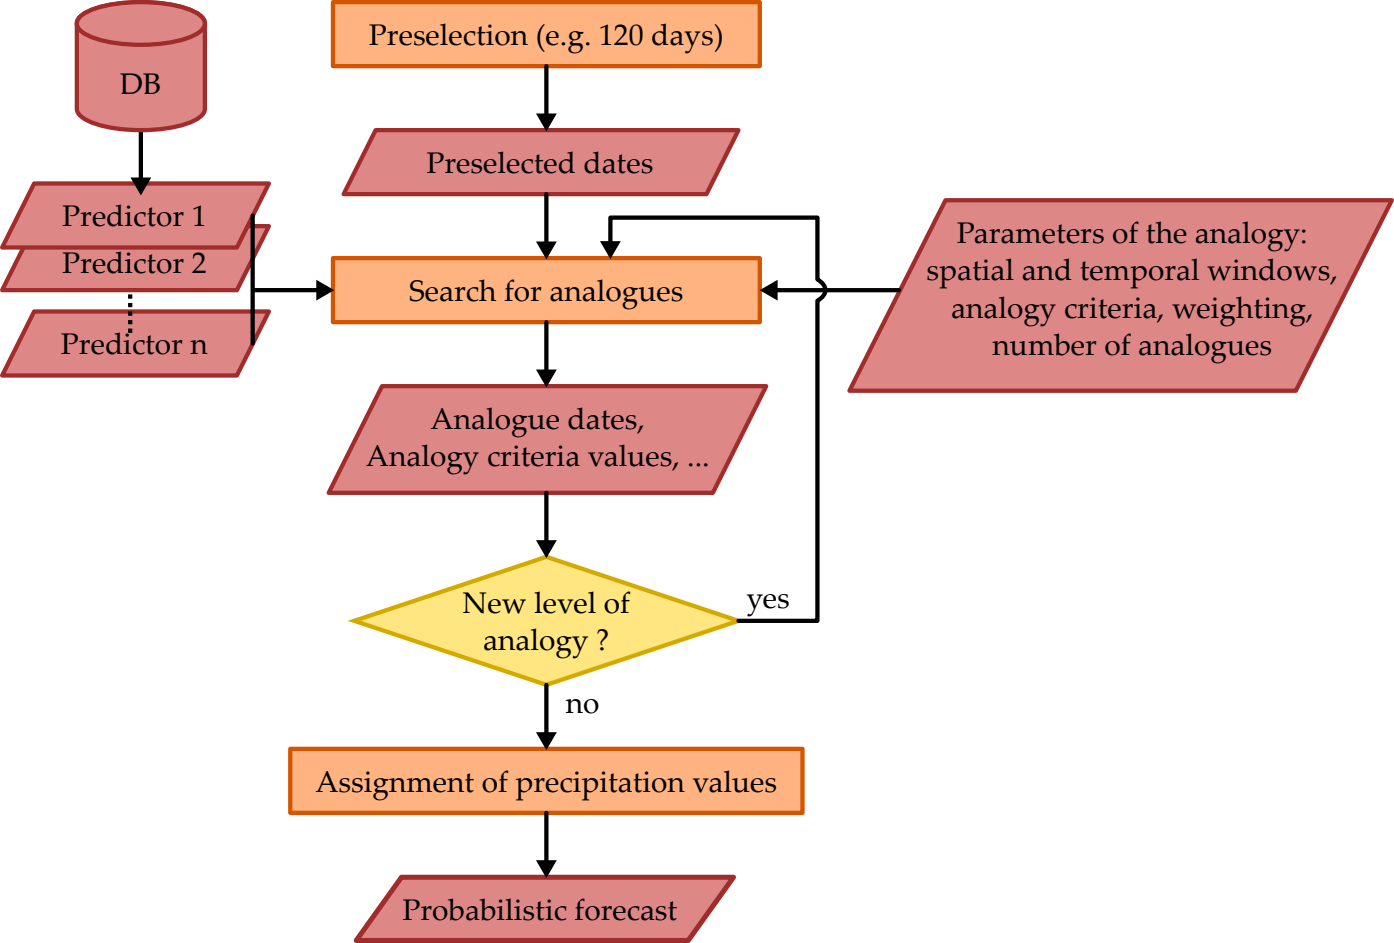 Preselection (e.g. 120 days)
DB
Preselected dates
Predictor 1
Predictor 2
Predictor n
Search for analogues
Parameters of the analogy:
spatial and temporal windows,
analogy criteria, weighting,
number of analogues
Analogue dates,
Analogy criteria values, ...
New level of
analogy ?
yes
no
Assignment of precipitation values
Probabilistic forecast